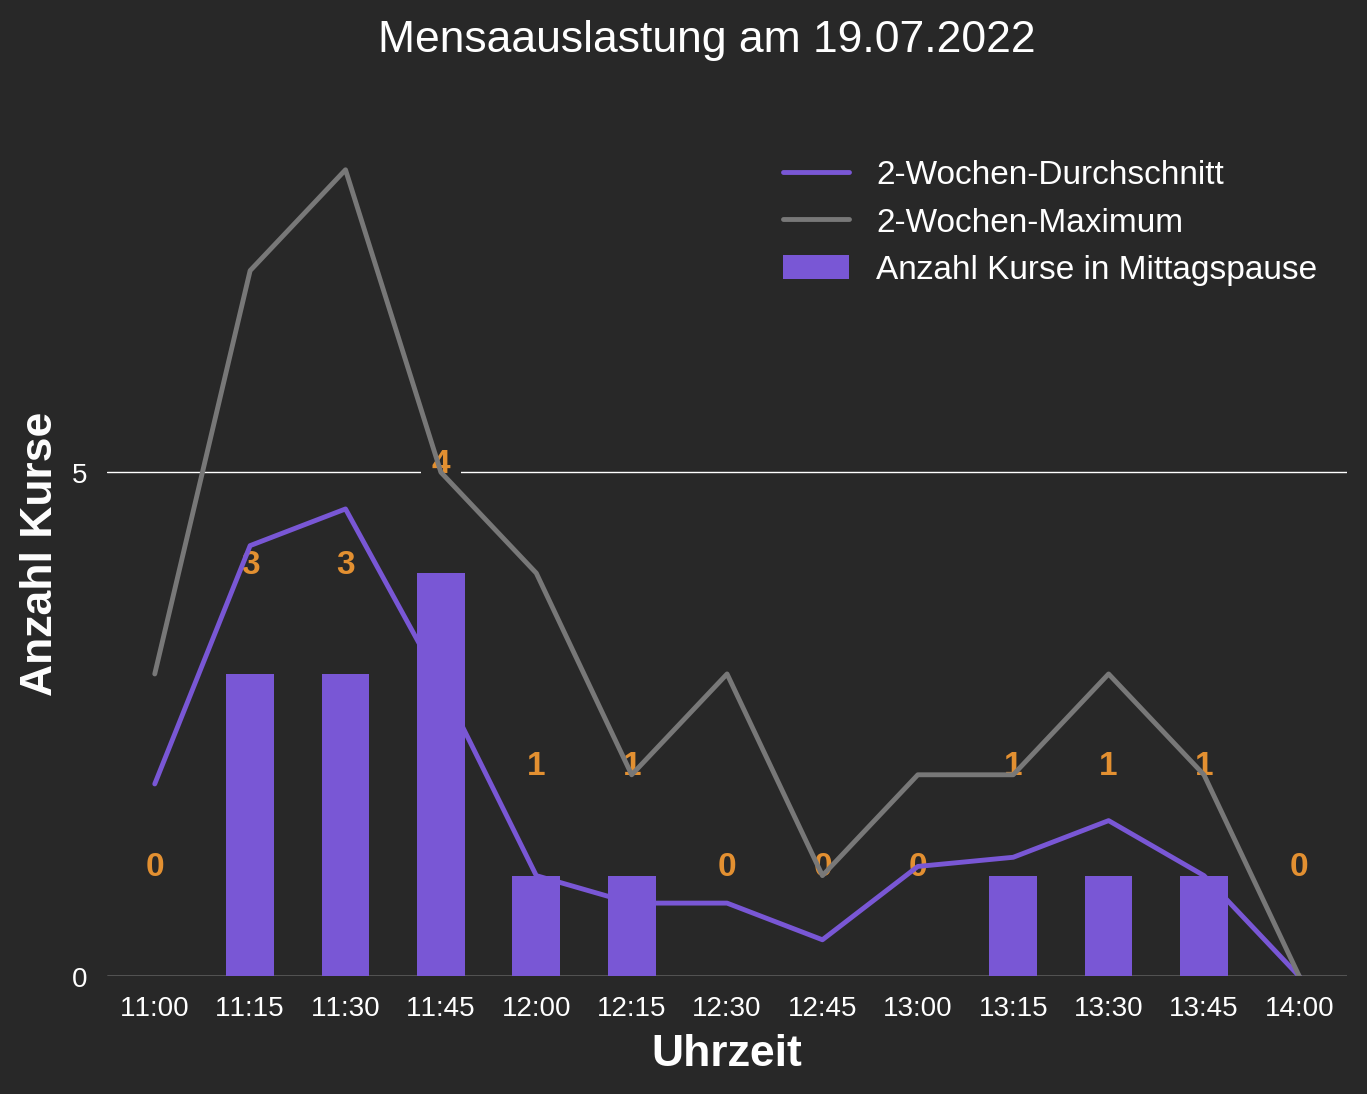 Mensaauslastung am 19.07.2022
2-Wochen-Durchschnitt
2-Wochen-Maximum
Anzahl Kurse in Mittagspause
Anzahl Kurse
5
0
0
3
3
4
1
1
0
0
0
1
1
1
0
11:00 11:15 11:30 11:45 12:00 12:15 12:30 12:45 13:00 13:15 13:30 13:45 14:00
Uhrzeit